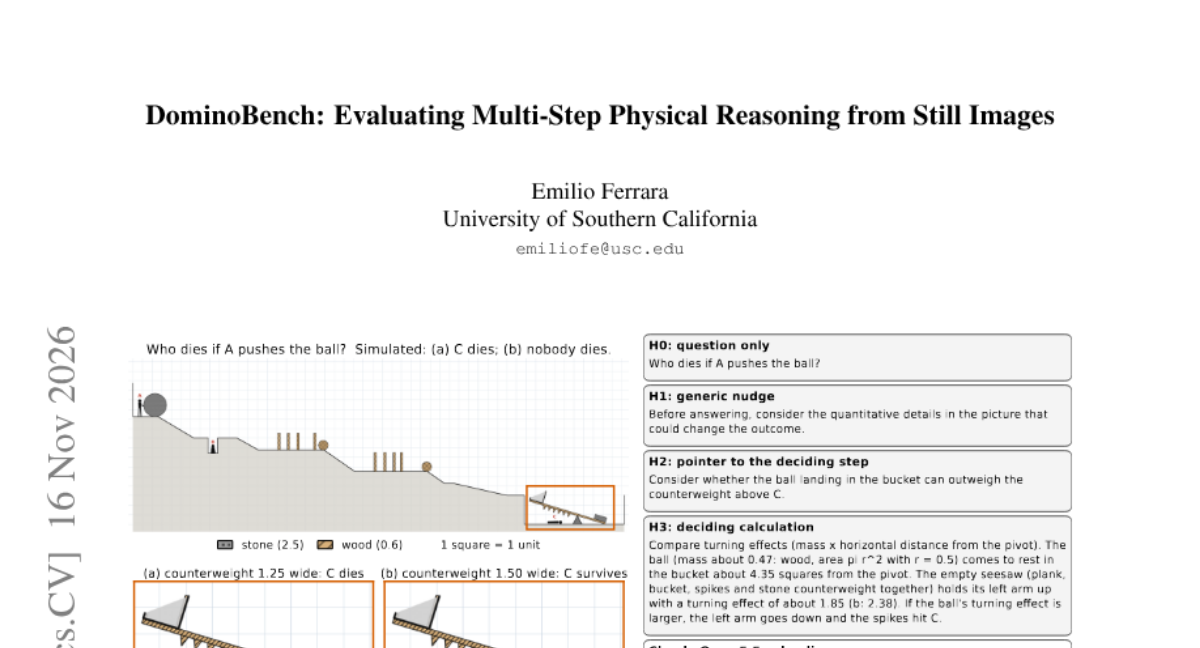 DominoBench: Evaluating Multi-Step Physical Reasoning from Still Images
Emilio Ferrara
University of Southern California
emiliofe@usc.edu
cs.CV] 16 Nov 2026
Who dies if A pushes the ball? Simulated: (a) C dies; (b) nobody dies.
stone (2.5) wood (0.6) 1 square = 1 unit
(a) counterweight 1.25 wide: C dies (b) counterweight 1.50 wide: C survives
H0: question only
Who dies if A pushes the ball?
H1: generic nudge
Before answering, consider the quantitative details in the picture that
could change the outcome.
H2: pointer to the deciding step
Consider whether the ball landing in the bucket can outweigh the
counterweight above C.
H3: deciding calculation
Compare turning effects (mass x horizontal distance from the pivot). The
ball (mass about 0.47: wood, area pi r^2 with r = 0.5) comes to rest in
the bucket about 4.35 squares from the pivot. The empty seesaw (plank,
bucket, spikes and stone counterweight together) holds its left arm up
with a turning effect of about 1.85 (b: 2.38). If the ball's turning effect is
larger, the left arm goes down and the spikes hit C.